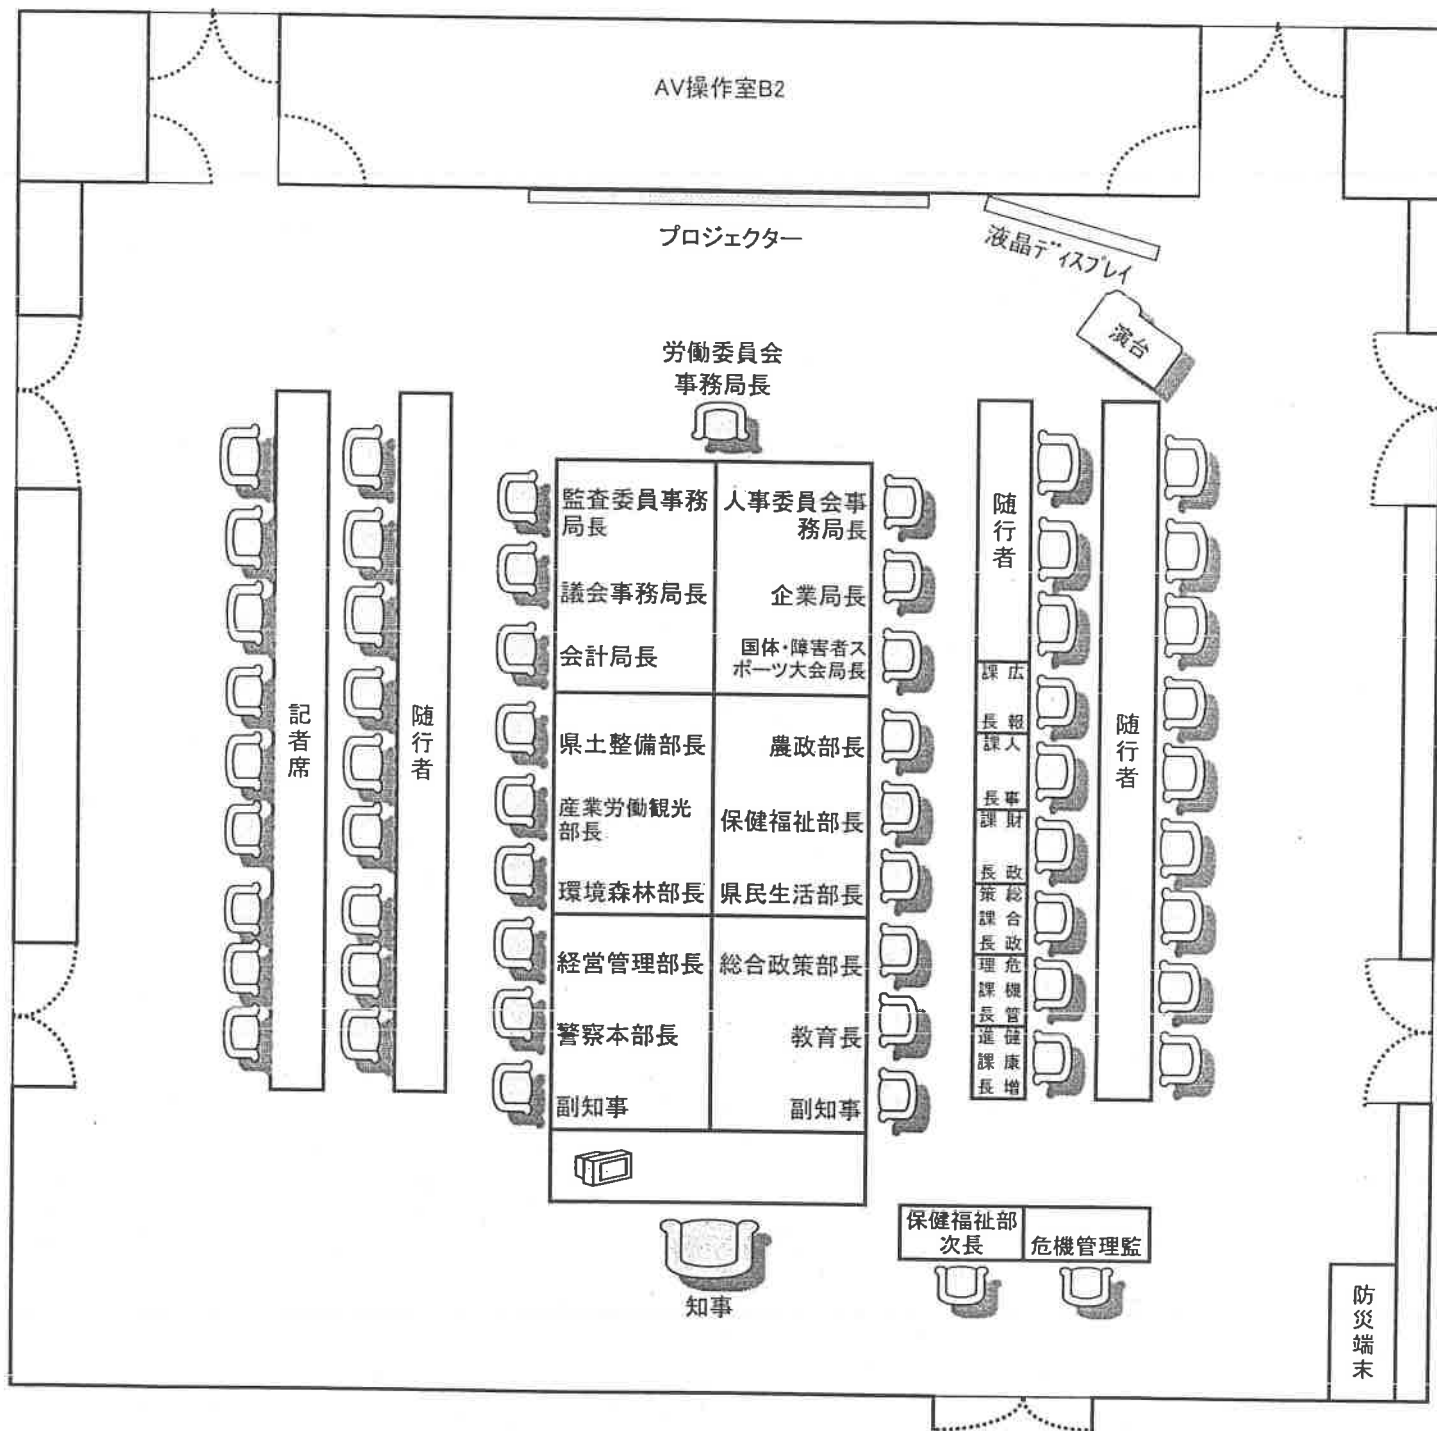 AV操作室B2
プロジェクター
液晶ディスプレイ
演台
労働委員会
事務局長
監査委員事務
局長
人事委員会事
務局長
議会事務局長
企業局長
会計局長
国体・障害者ス
ポーツ大会局長
県土整備部長
農政部長
産業労働観光
部長
保健福祉部長
環境森林部長
県民生活部長
経営管理部長
総合政策部長
警察本部長
教育長
副知事
副知事
知事
記者席
随行者
随行者
広報
課長
人事
課長
財政
課長
総合政
策課長
危機管
理課長
健康増
進課長
随行者
保健福祉部
次長
危機管理監
防災端末